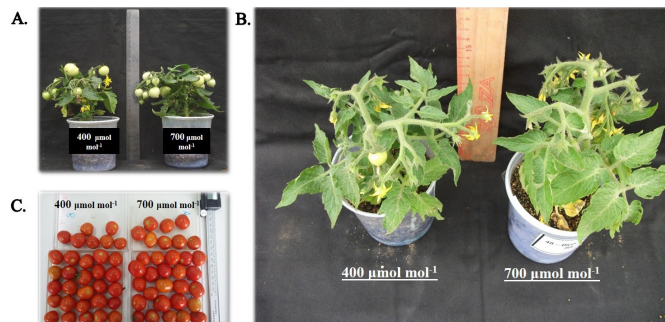 A.
400 µmol
mol-1
700 µmol
mol-1
B.
400 µmol mol-1
700 µmol mol-1
C.
400 µmol mol-1
700 µmol mol-1